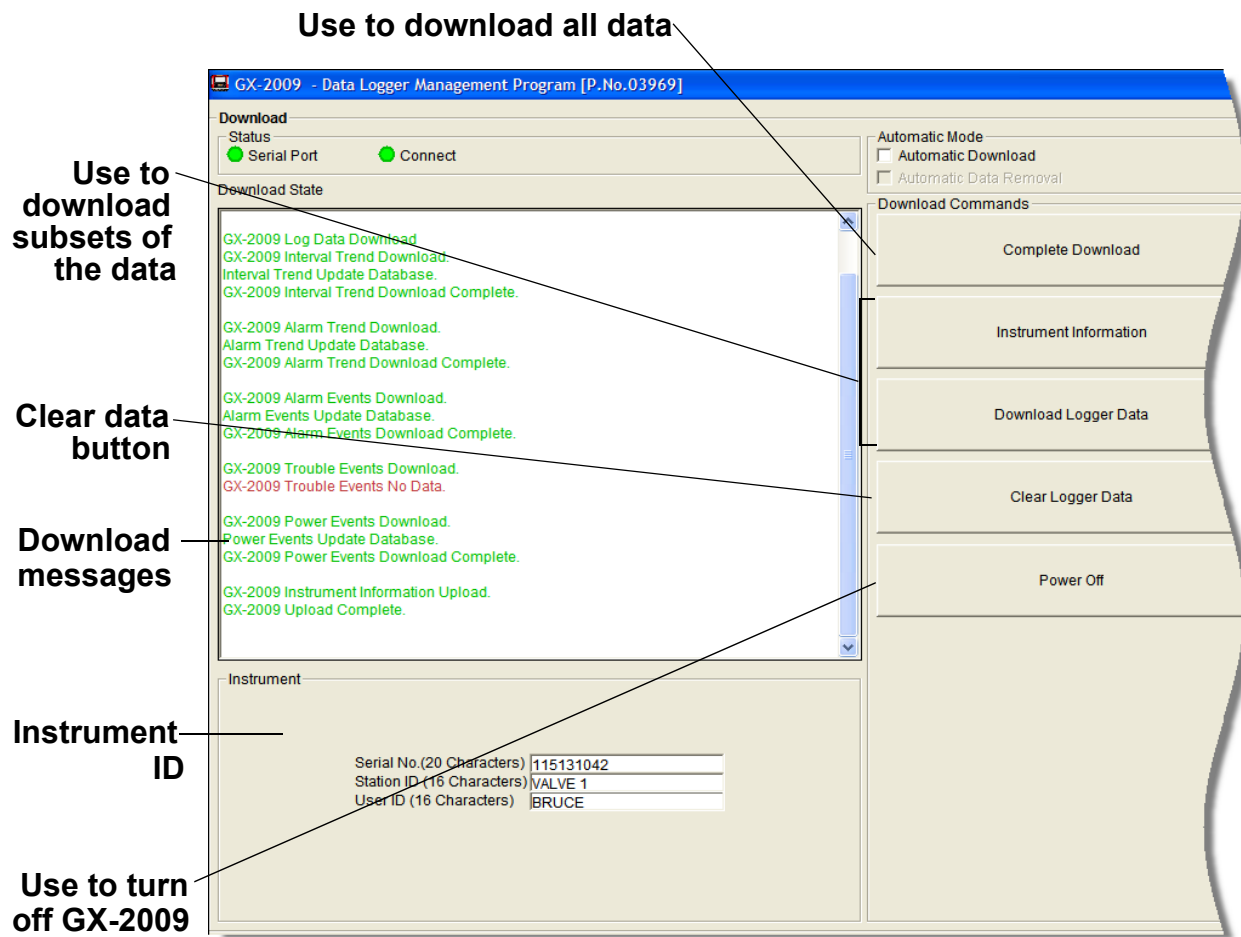 Use to download all data
GX-2009 - Data Logger Management Program [P.No.03969]
Download
Status
Serial Port
Connect
Automatic Mode
Automatic Download
Automatic Data Removal
Use to
download
subsets of
the data
Download State
GX-2009 Log Data Download
GX-2009 Interval Trend Download.
Interval Trend Update Database.
GX-2009 Interval Trend Download Complete.
GX-2009 Alarm Trend Download.
Alarm Trend Update Database.
GX-2009 Alarm Trend Download Complete.
GX-2009 Alarm Events Download.
Alarm Events Update Database.
GX-2009 Alarm Events Download Complete.
GX-2009 Trouble Events Download.
GX-2009 Trouble Events No Data.
GX-2009 Power Events Download.
Power Events Update Database.
GX-2009 Power Events Download Complete.
GX-2009 Instrument Information Upload.
GX-2009 Upload Complete.
Download Commands
Complete Download
Instrument Information
Download Logger Data
Clear Logger Data
Power Off
Clear data
button
Download
messages
Instrument
Instrument
ID
Serial No.(20 Characters) 115131042
Station ID (16 Characters) VALVE 1
User ID (16 Characters) BRUCE
Use to turn
off GX-2009